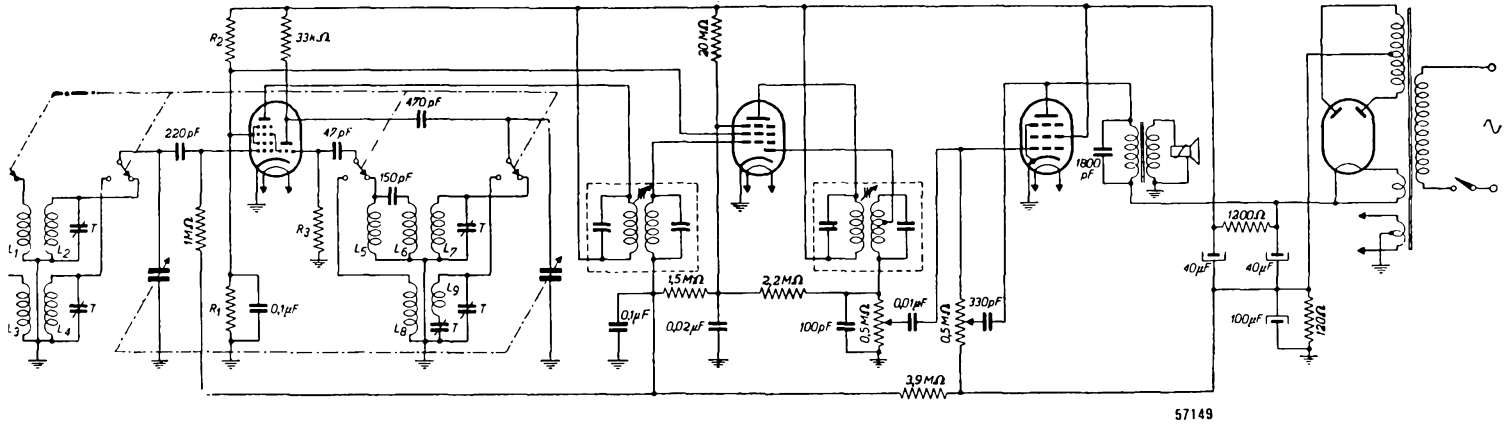 R2
33kΩ
20MΩ
470pF
220pF
47pF
150pF
1800
pF
1200Ω
1MΩ
R3
L1
L2
T
L5
L6
L7
T
40µF
40µF
1,5MΩ
2,2MΩ
L3
L4
T
R1
0,1µF
L8
L9
T
T
0,1µF
0,02µF
100pF
0,5MΩ
0,01µF
0,5MΩ
330pF
100µF
120Ω
3,9MΩ
57149